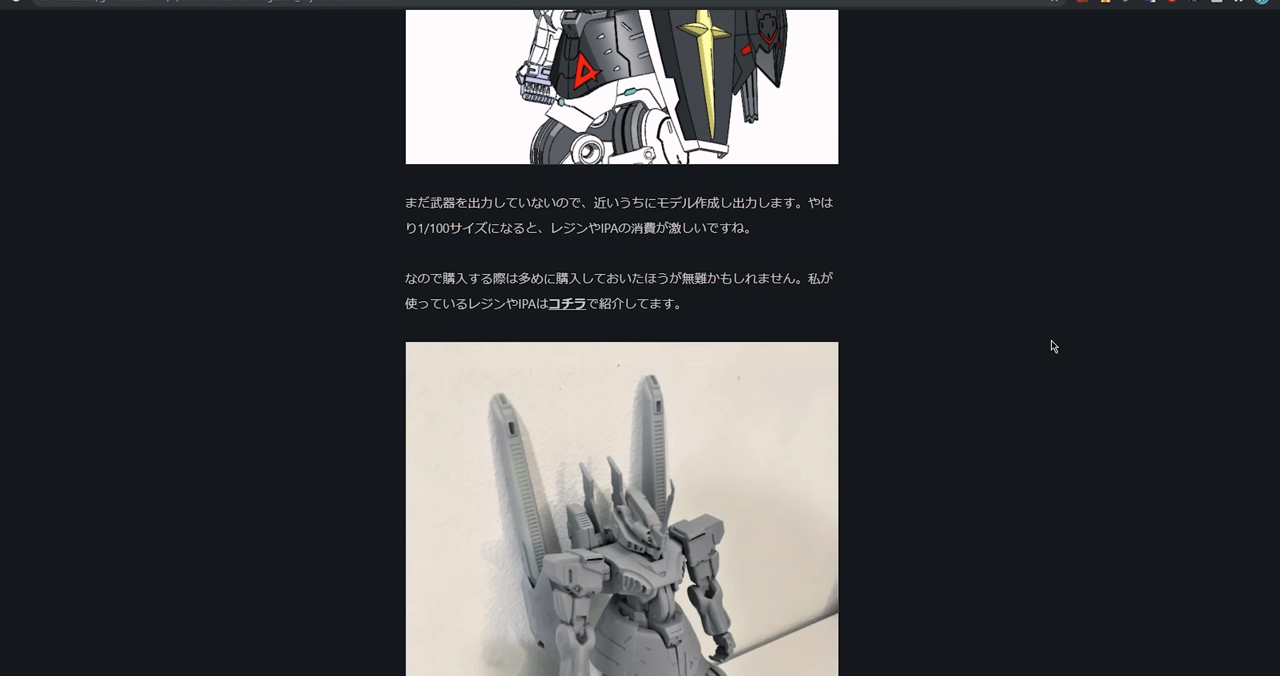 まだ武器を出力していないので、近いうちにモデル作成し出力します。やは
り1/100サイズになると、レジンやIPAの消費が激しいですね。
なので購入する際は多めに購入しておいたほうが無難かもしれません。私が
使っているレジンやIPAはコチラで紹介してます。